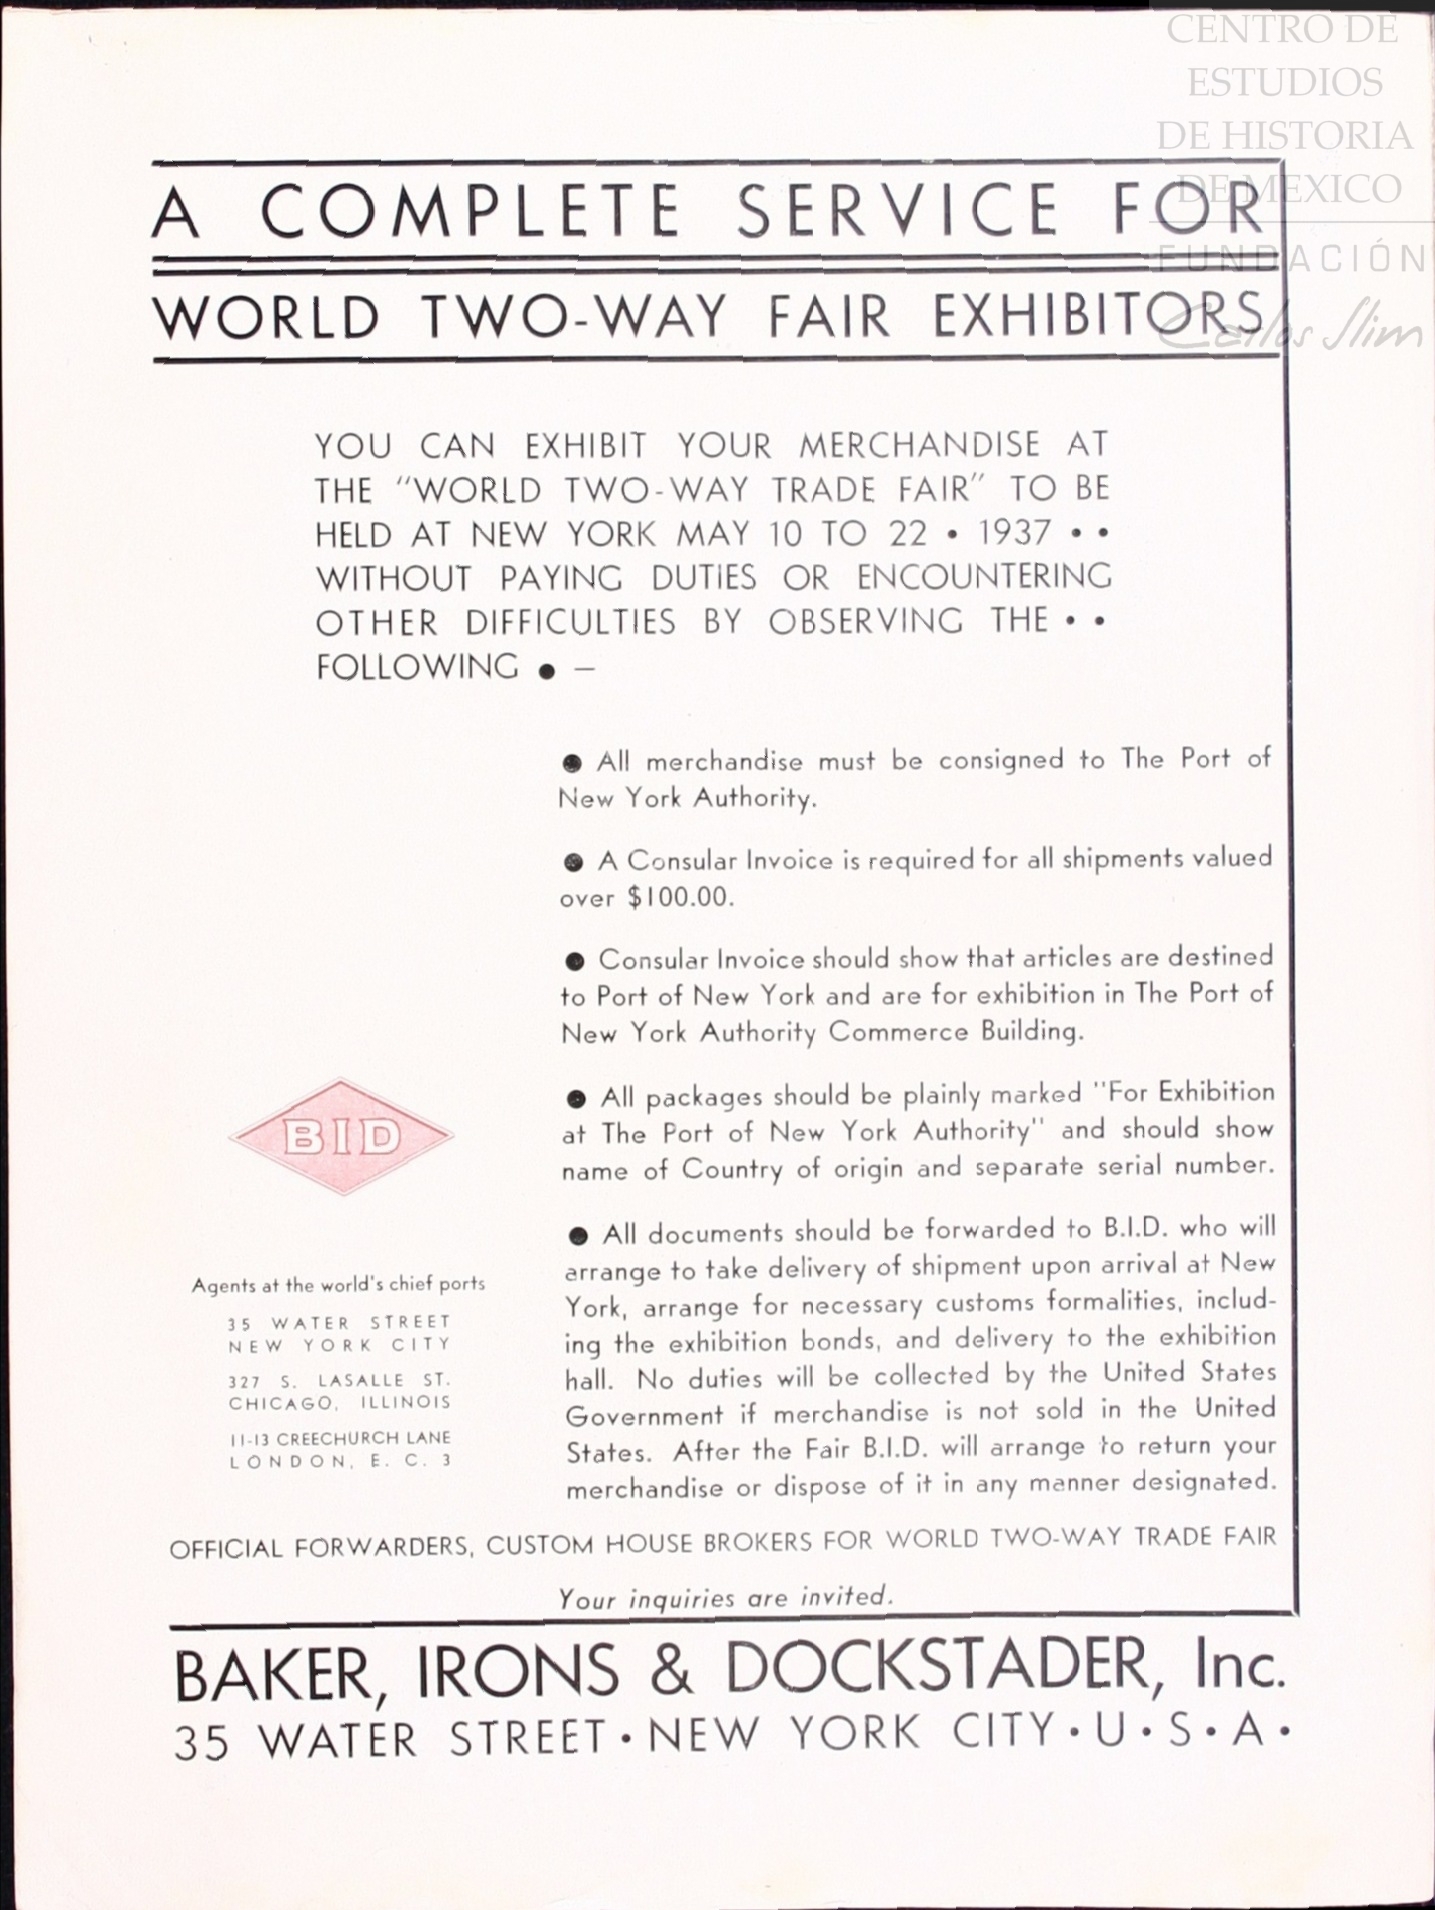 CENTRO DE
ESTUDIOS
DE HISTORIA
DE MEXICO
FUNDACIÓN
Carlos Slim
A COMPLETE SERVICE FOR
WORLD TWO-WAY FAIR EXHIBITORS
YOU CAN EXHIBIT YOUR MERCHANDISE AT
THE "WORLD TWO-WAY TRADE FAIR" TO BE
HELD AT NEW YORK MAY 10 TO 22 • 1937 • •
WITHOUT PAYING DUTIES OR ENCOUNTERING
OTHER DIFFICULTIES BY OBSERVING THE • •
FOLLOWING ● —
● All merchandise must be consigned to The Port of
New York Authority.
● A Consular Invoice is required for all shipments valued
over $100.00.
● Consular Invoice should show that articles are destined
to Port of New York and are for exhibition in The Port of
New York Authority Commerce Building.
● All packages should be plainly marked "For Exhibition
at The Port of New York Authority" and should show
name of Country of origin and separate serial number.
● All documents should be forwarded to B.I.D. who will
arrange to take delivery of shipment upon arrival at New
York, arrange for necessary customs formalities, includ-
ing the exhibition bonds, and delivery to the exhibition
hall. No duties will be collected by the United States
Government if merchandise is not sold in the United
States. After the Fair B.I.D. will arrange to return your
merchandise or dispose of it in any manner designated.
BID
Agents at the world's chief ports
35 WATER STREET
NEW YORK CITY
327 S. LASALLE ST.
CHICAGO, ILLINOIS
11-13 CREECHURCH LANE
LONDON, E. C. 3
OFFICIAL FORWARDERS, CUSTOM HOUSE BROKERS FOR WORLD TWO-WAY TRADE FAIR
Your inquiries are invited.
BAKER, IRONS & DOCKSTADER, Inc.
35 WATER STREET • NEW YORK CITY • U • S • A •